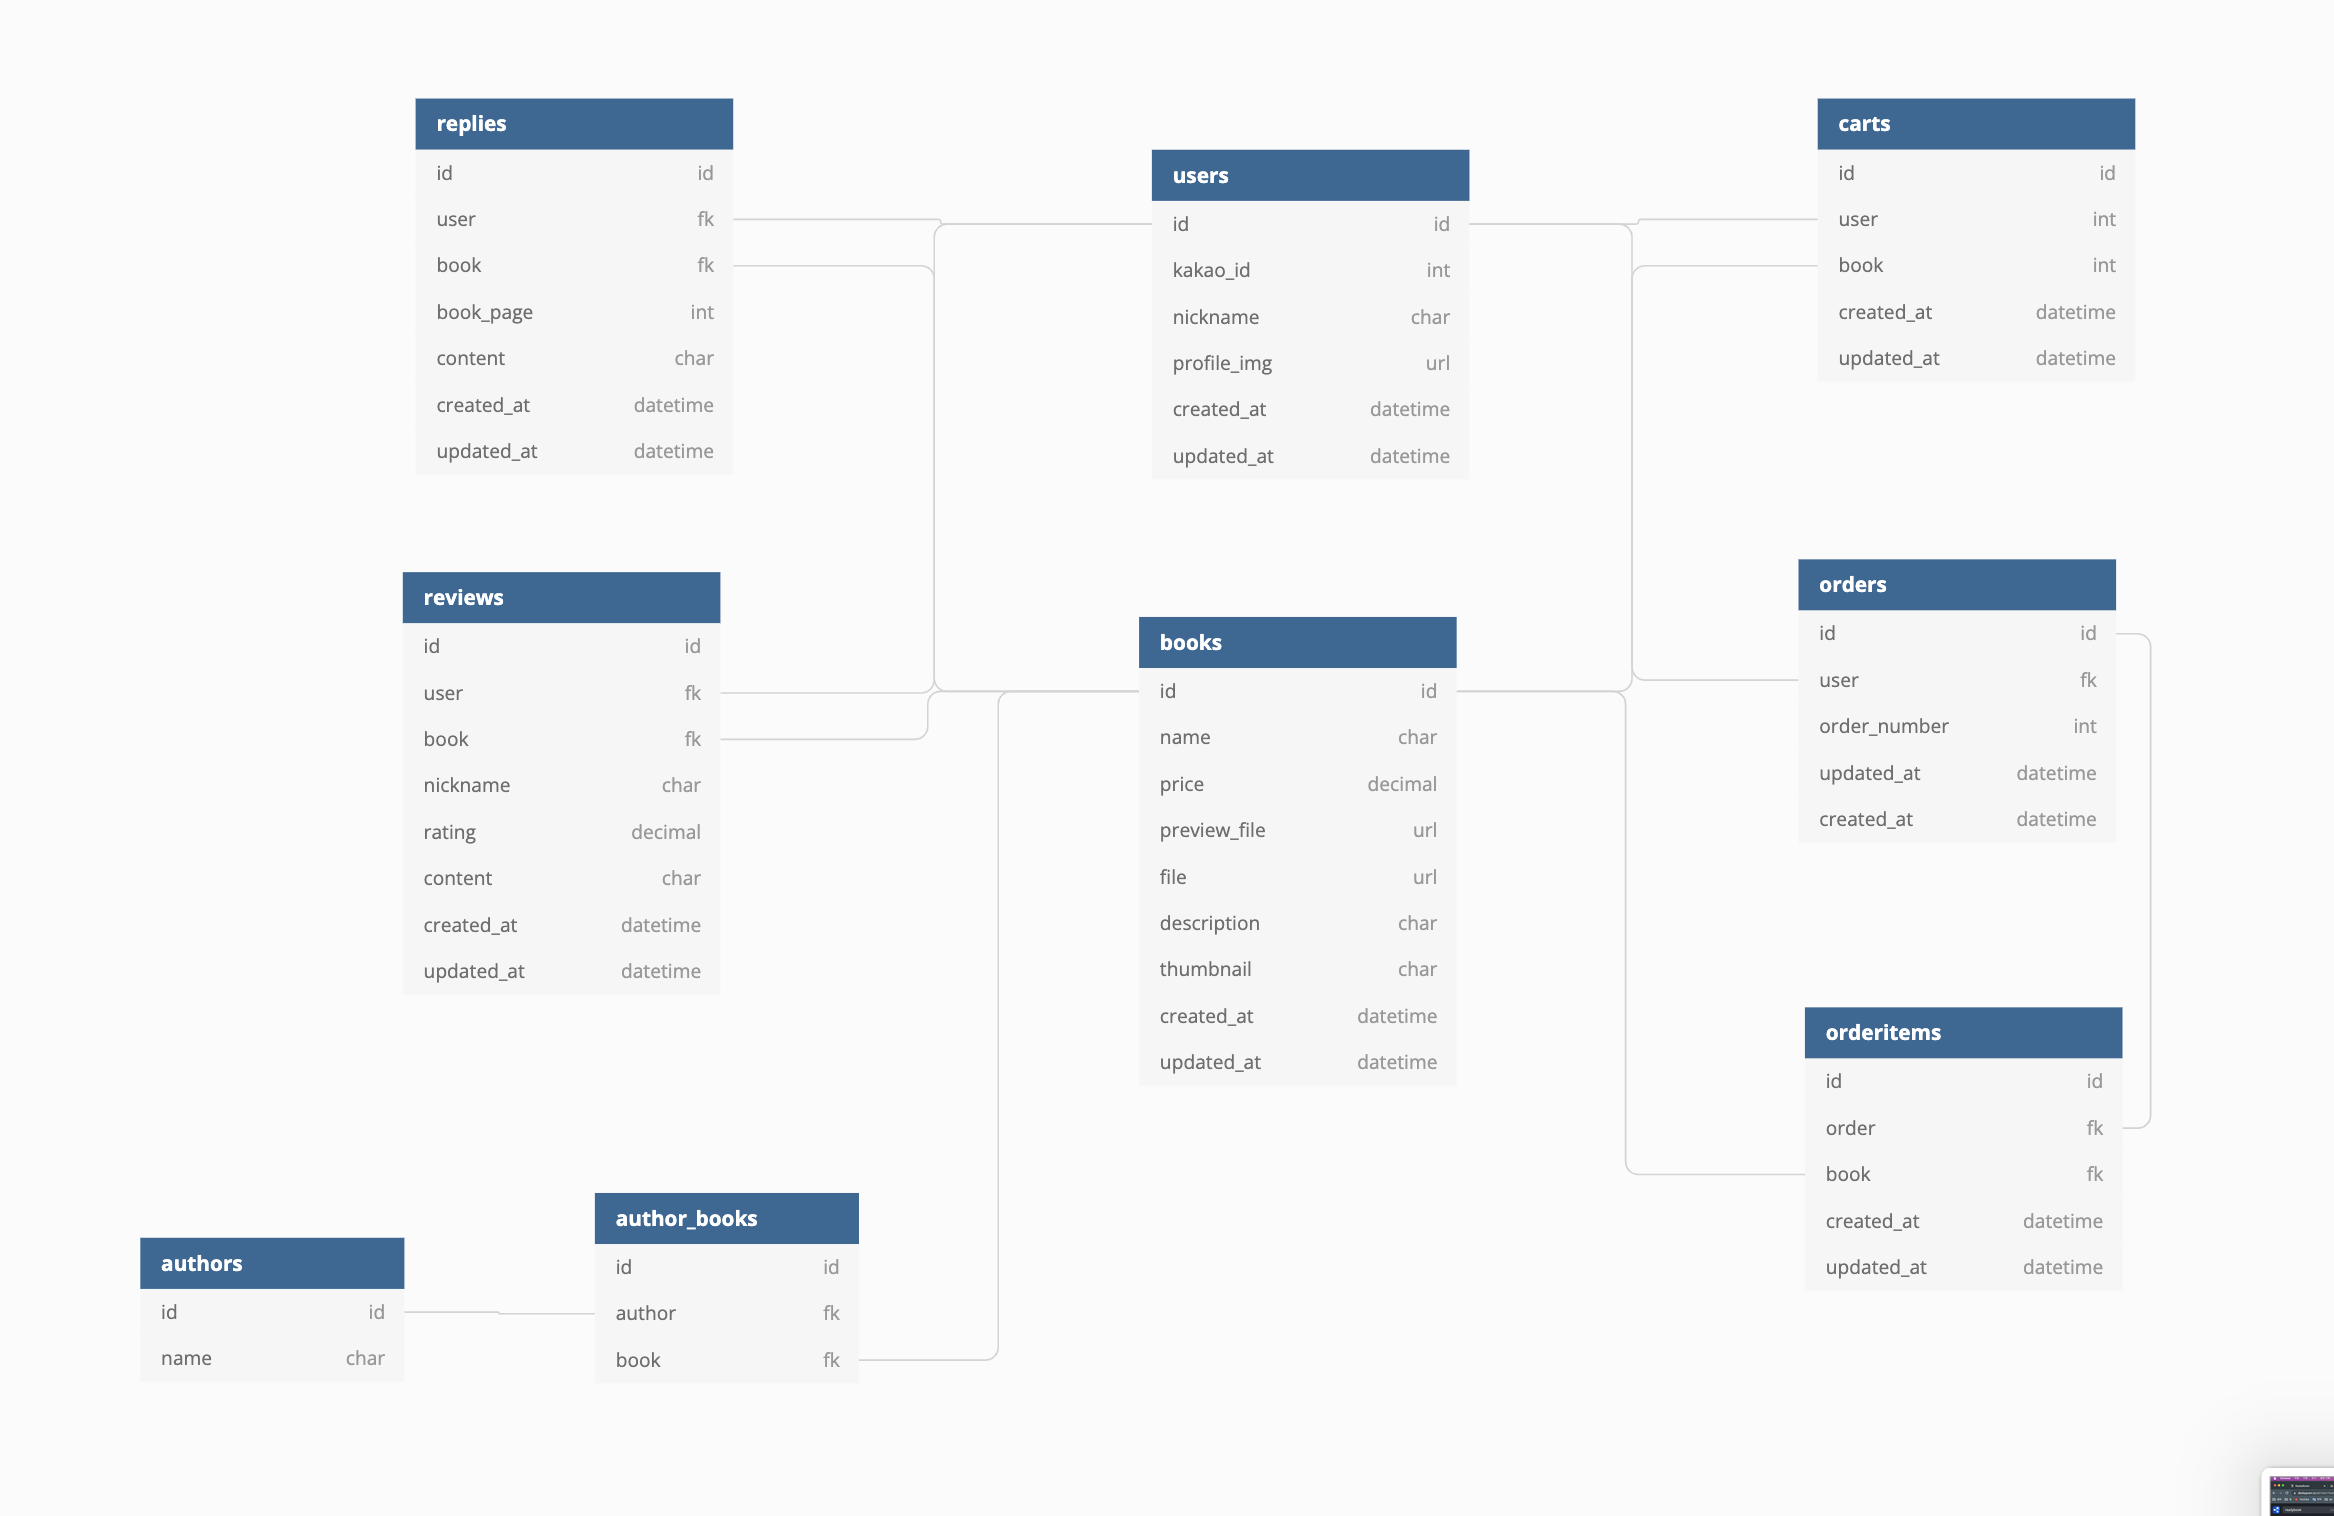 replies
id id
user fk
book fk
book_page int
content char
created_at datetime
updated_at datetime
users
id id
kakao_id int
nickname char
profile_img url
created_at datetime
updated_at datetime
carts
id id
user int
book int
created_at datetime
updated_at datetime
reviews
id id
user fk
book fk
nickname char
rating decimal
content char
created_at datetime
updated_at datetime
books
id id
name char
price decimal
preview_file url
file url
description char
thumbnail char
created_at datetime
updated_at datetime
orders
id id
user fk
order_number int
updated_at datetime
created_at datetime
orderitems
id id
order fk
book fk
created_at datetime
updated_at datetime
authors
id id
name char
author_books
id id
author fk
book fk